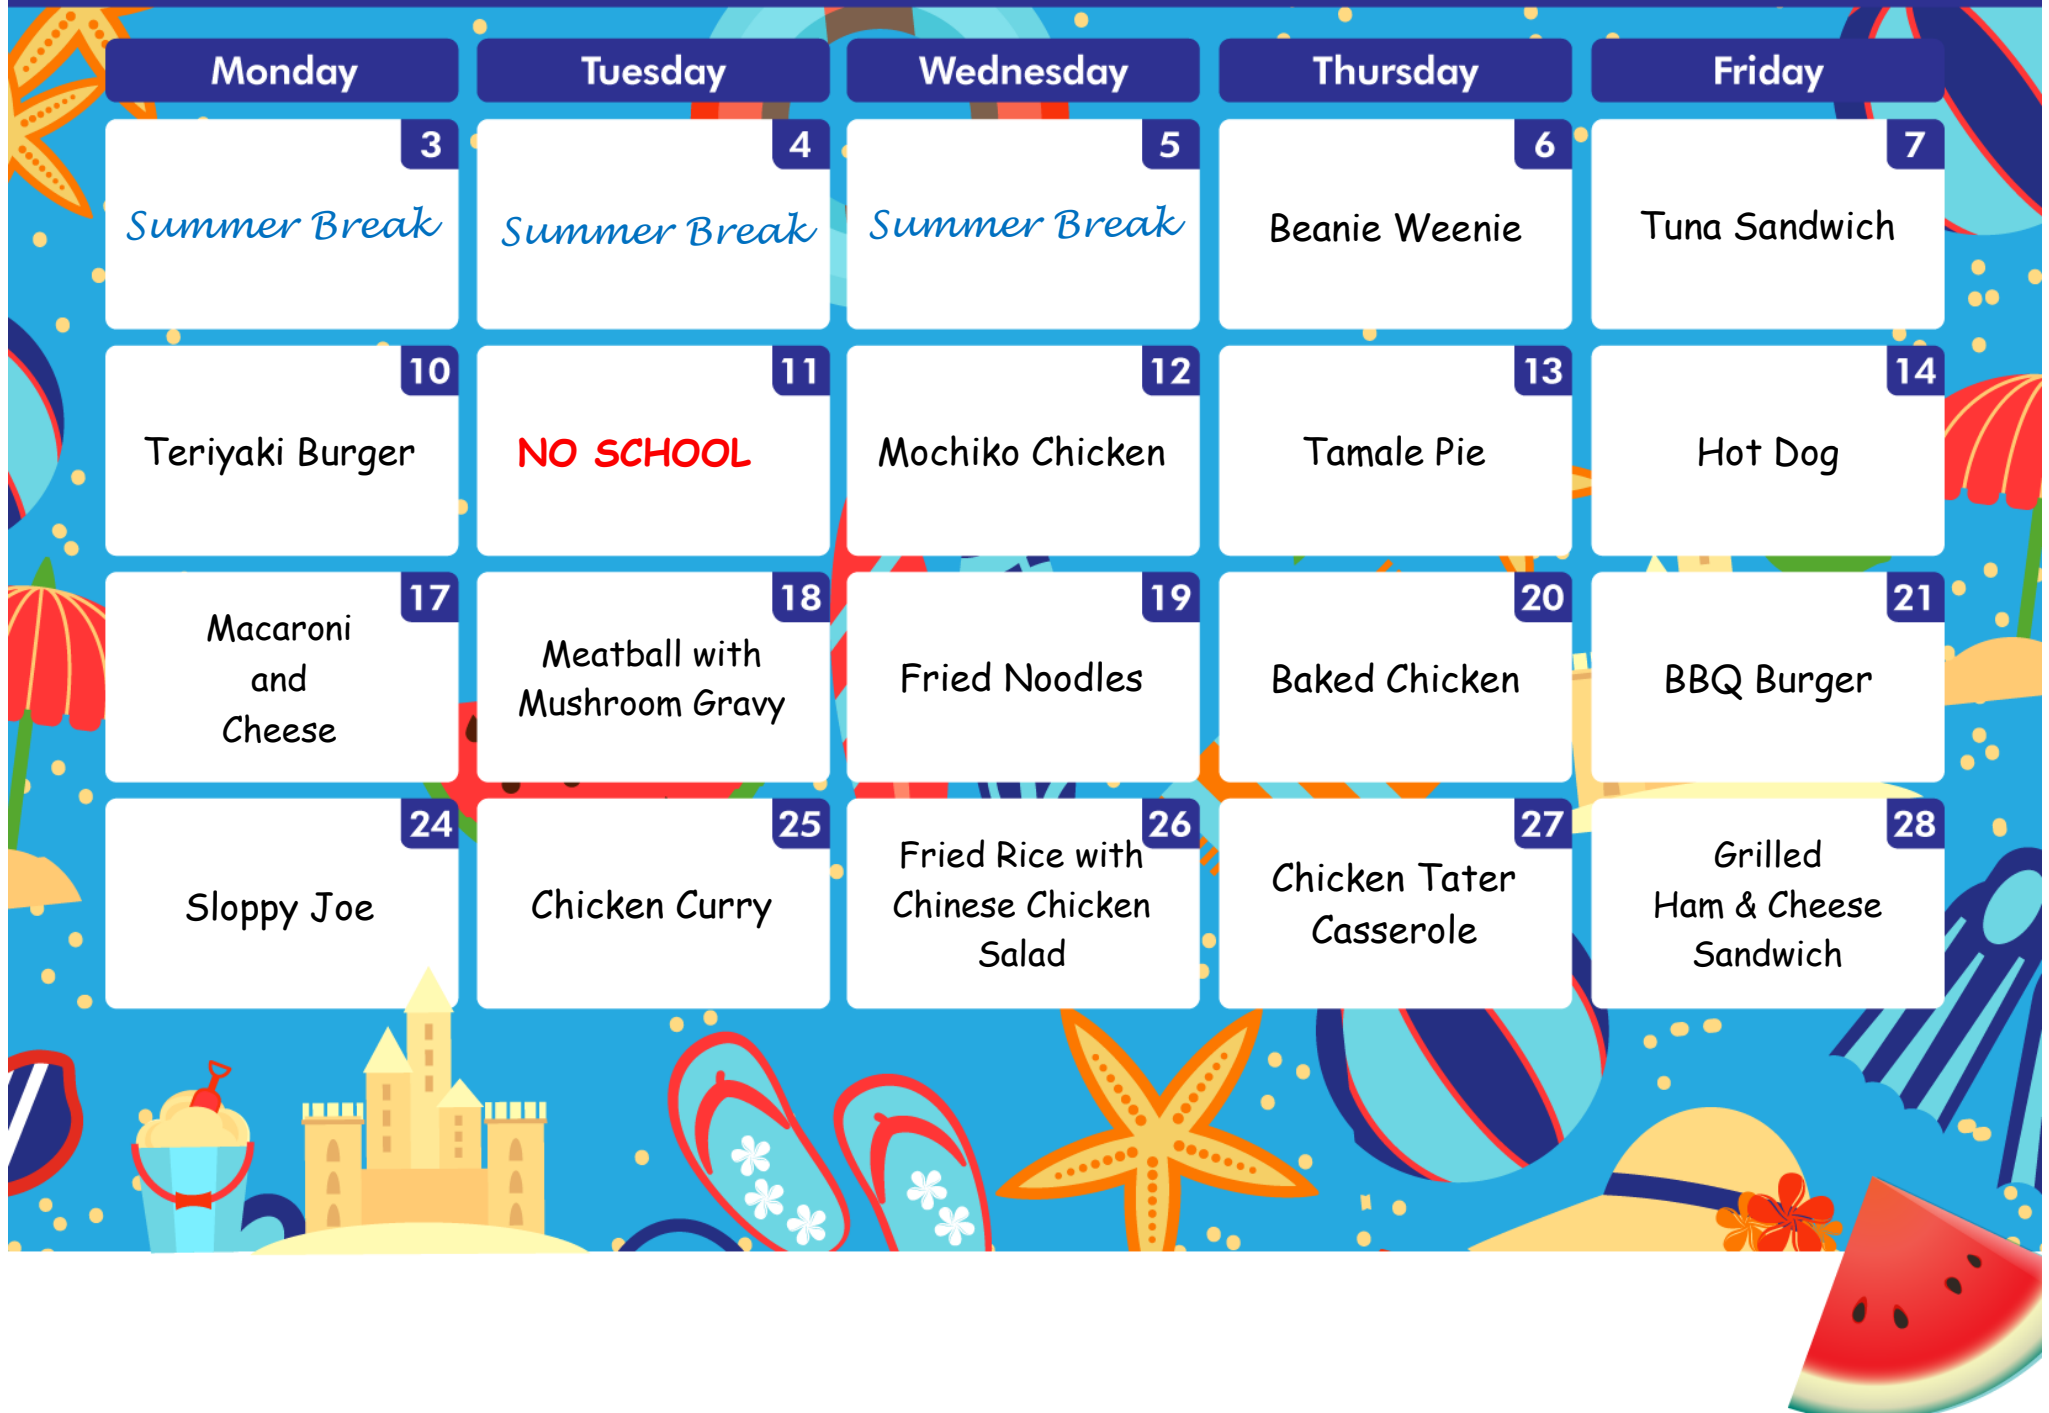 Monday Tuesday Wednesday Thursday Friday
3 4 5 6 7
Summer Break Summer Break Summer Break Beanie Weenie Tuna Sandwich
10 11 12 13 14
Teriyaki Burger NO SCHOOL Mochiko Chicken Tamale Pie Hot Dog
17
Macaroni
and
Cheese
18
Meatball with
Mushroom Gravy
19
Fried Noodles
20
Baked Chicken
21
BBQ Burger
24
Sloppy Joe
25
Chicken Curry
26
Fried Rice with
Chinese Chicken
Salad
27
Chicken Tater
Casserole
28
Grilled
Ham & Cheese
Sandwich